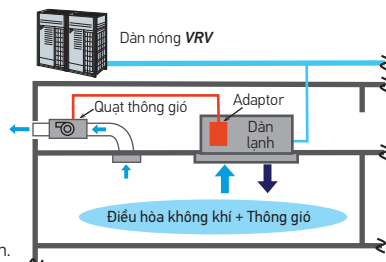 Dàn nóng VRV
Quạt thông gió
Adaptor
Dàn
lạnh
Điều hòa không khí + Thông gió
h.